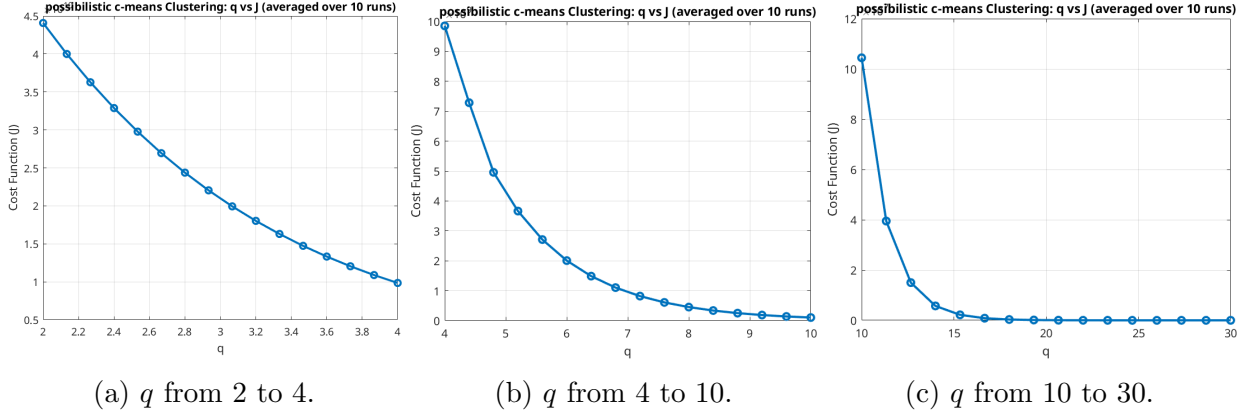 possibilistic c-means Clustering: q vs J (averaged over 10 runs)
4.5
4
3.5
3
2.5
2
1.5
1
0.5
Cost Function (J)
2 2.2 2.4 2.6 2.8 3 3.2 3.4 3.6 3.8 4
q
(a) q from 2 to 4.
possibilistic c-means Clustering: q vs J (averaged over 10 runs)
10
9
8
7
6
5
4
3
2
1
0
Cost Function (J)
4 5 6 7 8 9 10
q
(b) q from 4 to 10.
possibilistic c-means Clustering: q vs J (averaged over 10 runs)
12
10
8
6
4
2
0
Cost Function (J)
10 15 20 25 30
q
(c) q from 10 to 30.